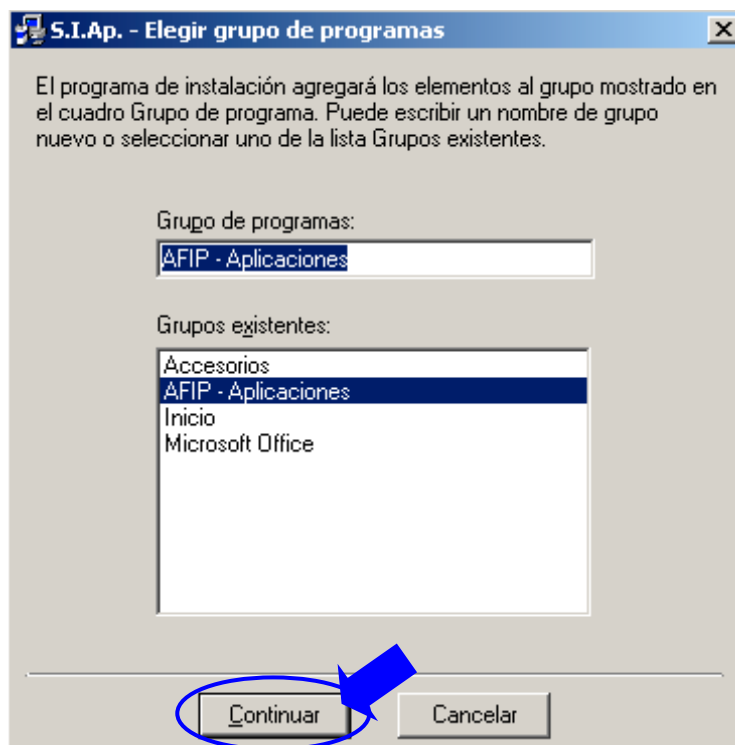 S.I.Ap. - Elegir grupo de programas
El programa de instalación agregará los elementos al grupo mostrado en
el cuadro Grupo de programa. Puede escribir un nombre de grupo
nuevo o seleccionar uno de la lista Grupos existentes.
Grupo de programas:
AFIP - Aplicaciones
Grupos existentes:
Accesorios
AFIP - Aplicaciones
Inicio
Microsoft Office
Continuar
Cancelar